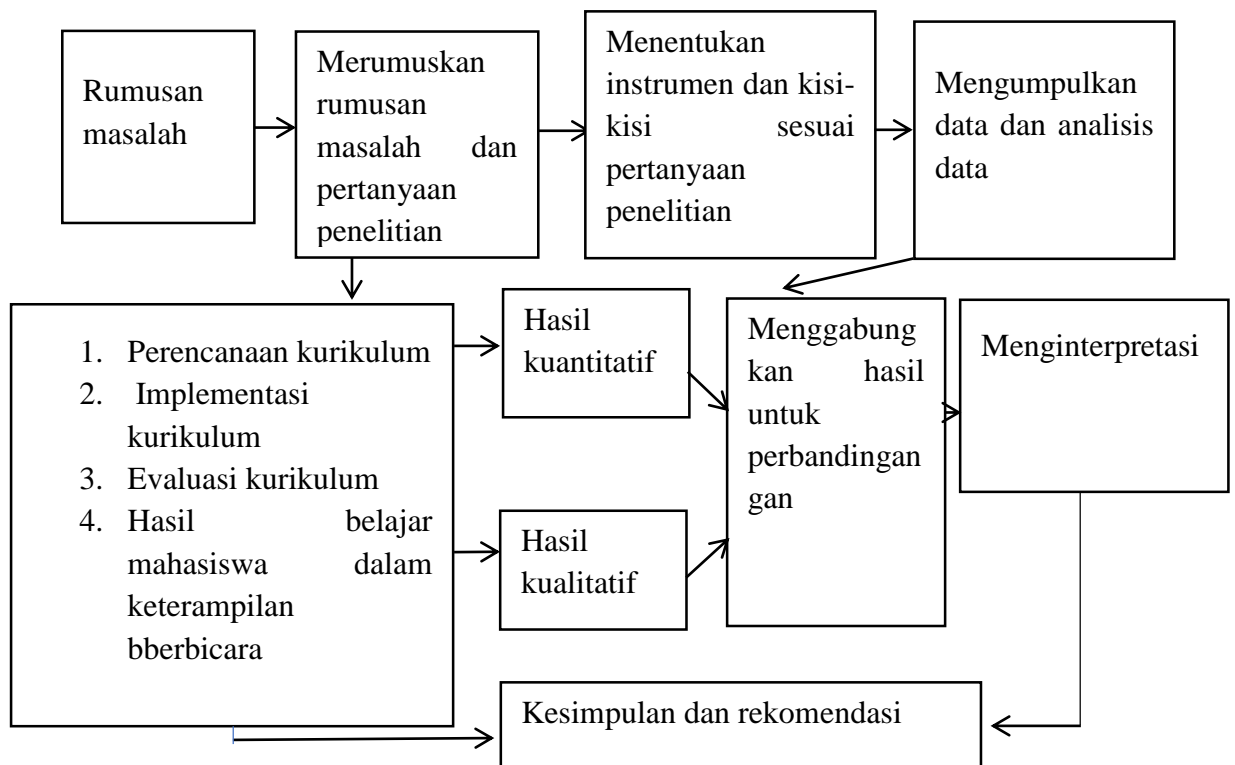 Rumusan
masalah
Merumuskan
rumusan
masalah dan
pertanyaan
penelitian
Menentukan
instrumen dan kisi-
kisi sesuai
pertanyaan
penelitian
Mengumpulkan
data dan analisis
data
1. Perencanaan kurikulum
2. Implementasi
kurikulum
3. Evaluasi kurikulum
4. Hasil belajar
mahasiswa dalam
keterampilan
bberbicara
Hasil
kuantitatif
Hasil
kualitatif
Menggabung
kan hasil
untuk
perbandingan
gan
Menginterpretasi
Kesimpulan dan rekomendasi